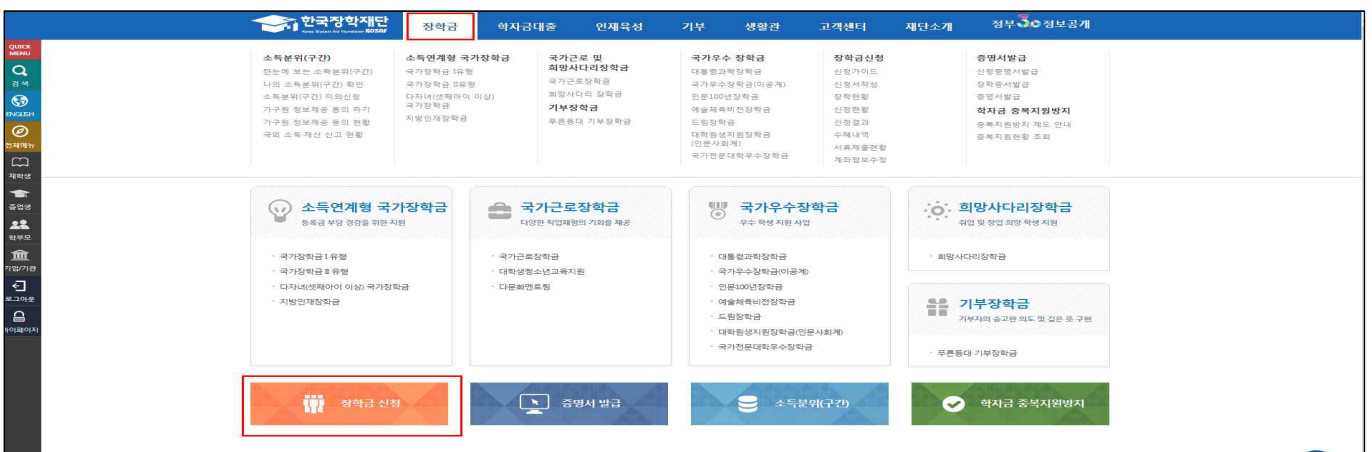 한국장학재단
Korea Student Aid Foundation KOSAF
장학금
학자금대출
인재육성
기부
생활관
고객센터
재단소개
정부3.0정보공개
QUICK
MENU
검색
ENGLISH
전체메뉴
재학생
졸업생
학부모
기업/기관
로그아웃
마이페이지
소득분위(구간)
한눈에 보는 소득분위(구간)
나의 소득분위(구간) 확인
소득분위(구간) 이의신청
가구원 정보제공 동의 하기
가구원 정보제공 동의 현황
국외 소득·재산 신고 현황
소득연계형 국가장학금
국가장학금 I유형
국가장학금 II유형
다자녀(셋째아이 이상)
국가장학금
지방인재장학금
국가근로 및
희망사다리장학금
국가근로장학금
희망사다리 장학금
기부장학금
푸른등대 기부장학금
국가우수 장학금
대통령과학장학금
국가우수장학금(이공계)
인문100년장학금
예술체육비전장학금
드림장학금
대학원생지원장학금
(인문사회계)
국가전문대학우수장학금
장학금신청
신청가이드
신청서작성
장학현황
신청현황
선정결과
수혜내역
서류제출현황
계좌정보수정
증명서발급
신청증명서발급
장학증서발급
증명서발급
학자금 중복지원방지
중복지원방지 제도 안내
중복지원현황 조회
소득연계형 국가장학금
등록금 부담 경감을 위한 지원
· 국가장학금 I 유형
· 국가장학금 II 유형
· 다자녀(셋째아이 이상) 국가장학금
· 지방인재장학금
국가근로장학금
다양한 직업체험의 기회를 제공
· 국가근로장학금
· 대학생청소년교육지원
· 다문화멘토링
국가우수장학금
우수 학생 지원 사업
· 대통령과학장학금
· 국가우수장학금(이공계)
· 인문100년장학금
· 예술체육비전장학금
· 드림장학금
· 대학원생지원장학금(인문사회계)
· 국가전문대학우수장학금
희망사다리장학금
취업 및 창업 희망 학생 지원
· 희망사다리장학금
기부장학금
기부자의 숭고한 의도 및 깊은 뜻 구현
· 푸른등대 기부장학금
장학금 신청
증명서 발급
소득분위(구간)
학자금 중복지원방지